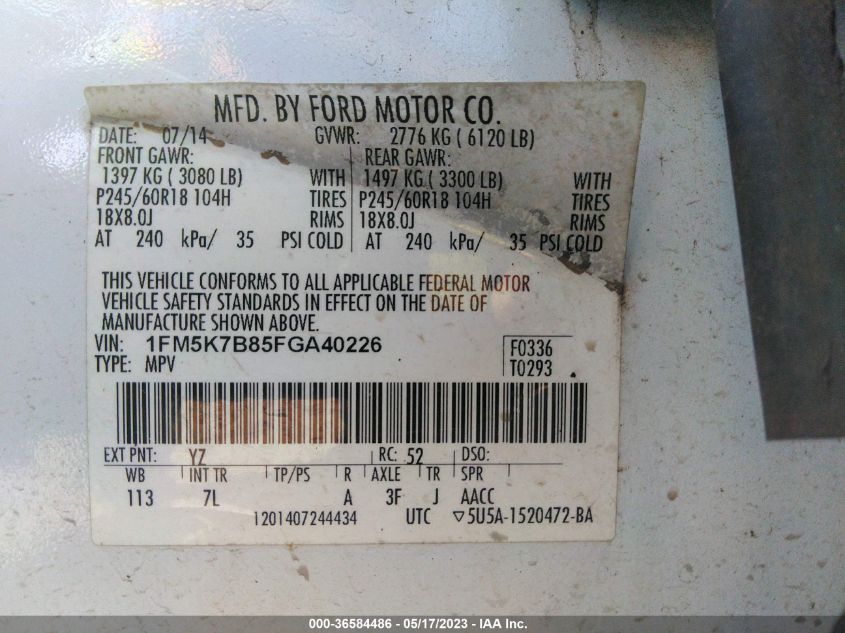 MFD. BY FORD MOTOR CO.
DATE: 07/14 GVWR: 2776 KG ( 6120 LB)
FRONT GAWR: REAR GAWR:
1397 KG ( 3080 LB) WITH 1497 KG ( 3300 LB) WITH
P245/60R18 104H TIRES P245/60R18 104H TIRES
18X8.0J RIMS 18X8.0J RIMS
AT 240 kPa/ 35 PSI COLD AT 240 kPa/ 35 PSI COLD
THIS VEHICLE CONFORMS TO ALL APPLICABLE FEDERAL MOTOR
VEHICLE SAFETY STANDARDS IN EFFECT ON THE DATE OF
MANUFACTURE SHOWN ABOVE.
VIN: 1FM5K7B85FGA40226 F0336
TYPE: MPV T0293
EXT PNT: YZ RC: 52 DSO:
WB INT TR TP/PS R AXLE TR SPR
113 7L A 3F J AACC
1201407244434 UTC ▽5U5A-1520472-BA
000-36584486 - 05/17/2023 - IAA Inc.